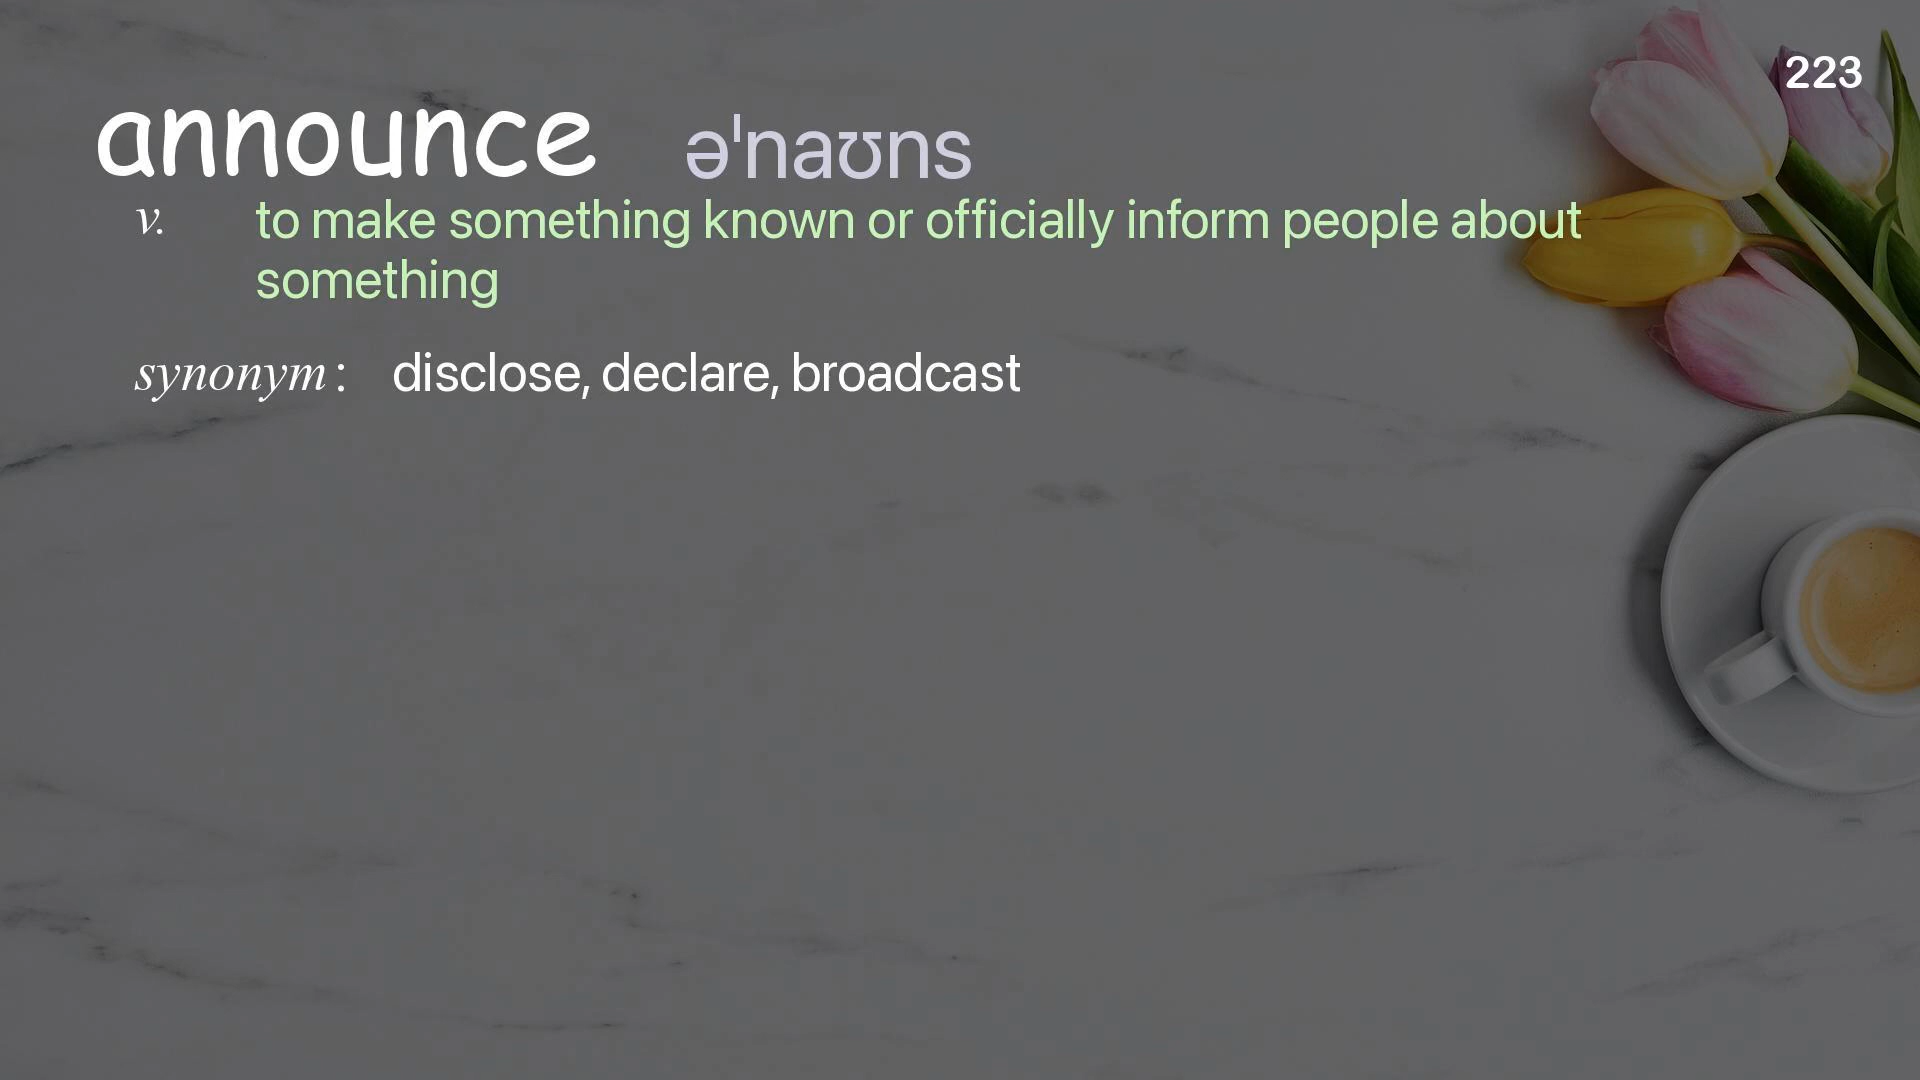 223
announce əˈnaʊns
v. to make something known or officially inform people about
something
synonym : disclose, declare, broadcast